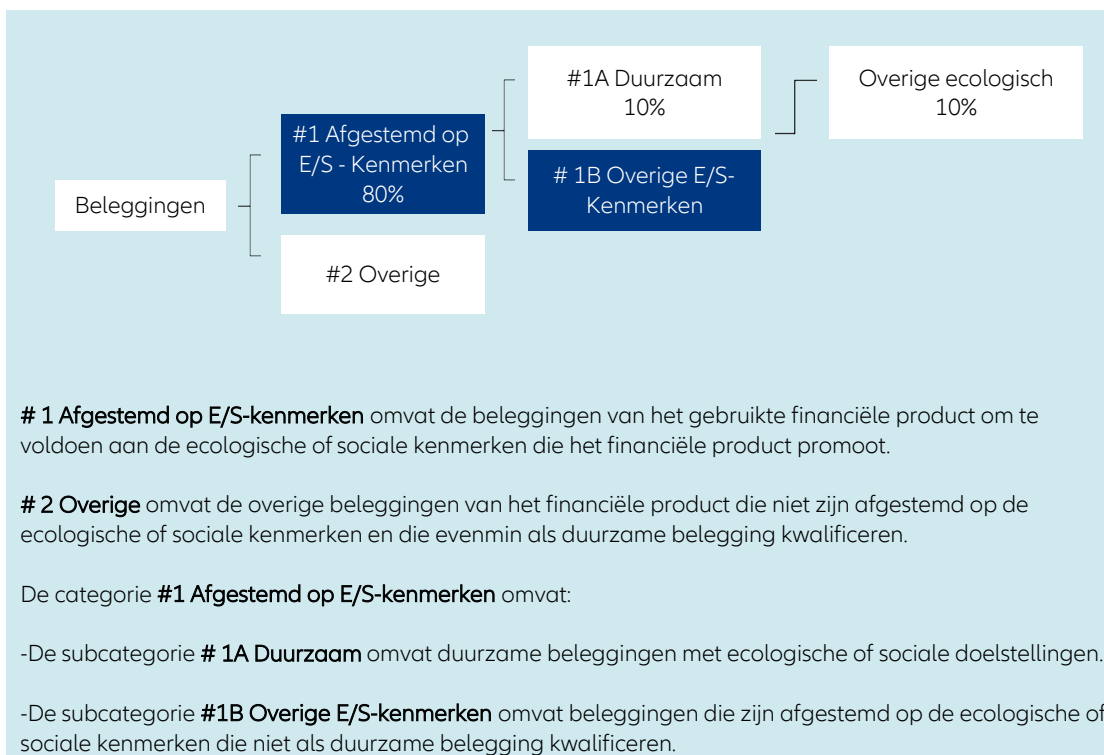 #1A Duurzaam
10%
Overige ecologisch
10%
#1 Afgestemd op
E/S - Kenmerken
80%
# 1B Overige E/S-
Kenmerken
Beleggingen
#2 Overige
# 1 Afgestemd op E/S-kenmerken omvat de beleggingen van het gebruikte financiële product om te
voldoen aan de ecologische of sociale kenmerken die het financiële product promoot.
# 2 Overige omvat de overige beleggingen van het financiële product die niet zijn afgestemd op de
ecologische of sociale kenmerken en die evenmin als duurzame belegging kwalificeren.
De categorie #1 Afgestemd op E/S-kenmerken omvat:
-De subcategorie # 1A Duurzaam omvat duurzame beleggingen met ecologische of sociale doelstellingen.
-De subcategorie #1B Overige E/S-kenmerken omvat beleggingen die zijn afgestemd op de ecologische of
sociale kenmerken die niet als duurzame belegging kwalificeren.